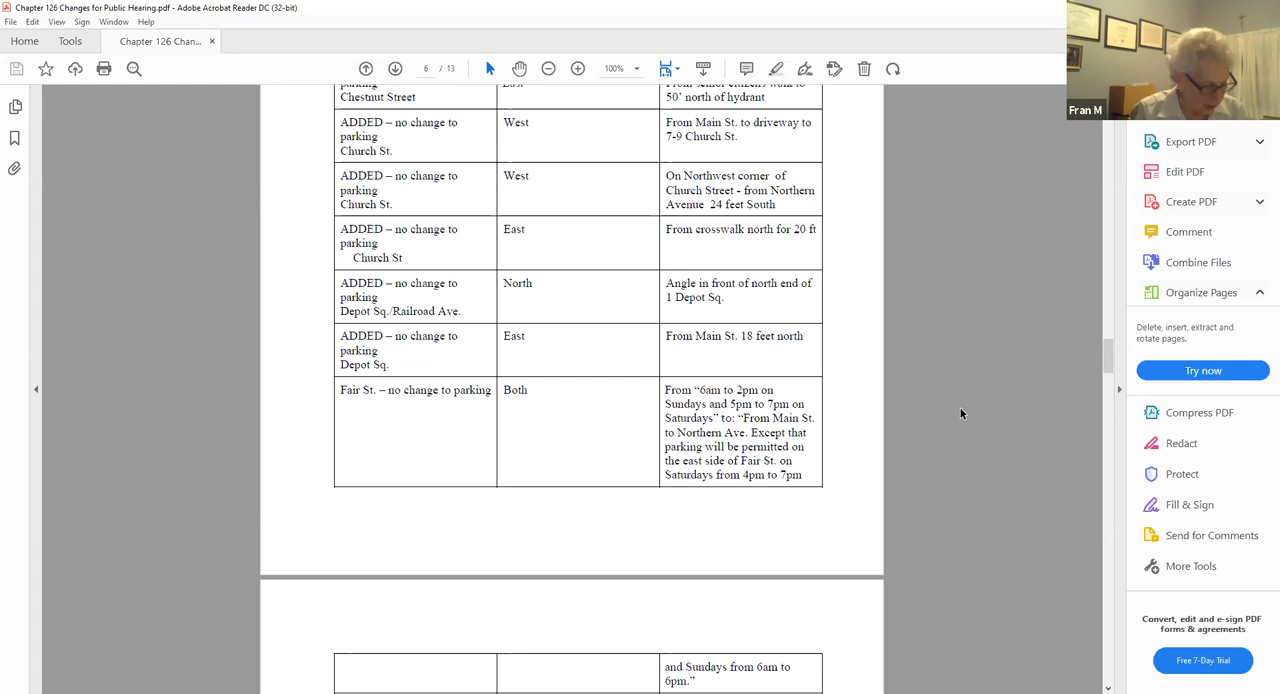 Chapter 126 Changes for Public Hearing.pdf - Adobe Acrobat Reader DC (32-bit)
File Edit View Sign Window Help
Home Tools Chapter 126 Chan... ×
6 / 13 100%
Fran M
parking
Chestnut Street
50' north of hydrant
ADDED – no change to
parking
Church St.
West
From Main St. to driveway to
7-9 Church St.
ADDED – no change to
parking
Church St.
West
On Northwest corner of
Church Street - from Northern
Avenue 24 feet South
ADDED – no change to
parking
Church St
East
From crosswalk north for 20 ft
ADDED – no change to
parking
Depot Sq./Railroad Ave.
North
Angle in front of north end of
1 Depot Sq.
ADDED – no change to
parking
Depot Sq.
East
From Main St. 18 feet north
Fair St. – no change to parking
Both
From “6am to 2pm on
Sundays and 5pm to 7pm on
Saturdays” to: “From Main St.
to Northern Ave. Except that
parking will be permitted on
the east side of Fair St. on
Saturdays from 4pm to 7pm
and Sundays from 6am to
6pm.”
Export PDF
Edit PDF
Create PDF
Comment
Combine Files
Organize Pages
Delete, insert, extract and
rotate pages.
Try now
Compress PDF
Redact
Protect
Fill & Sign
Send for Comments
More Tools
Convert, edit and e-sign PDF
forms & agreements
Free 7-Day Trial